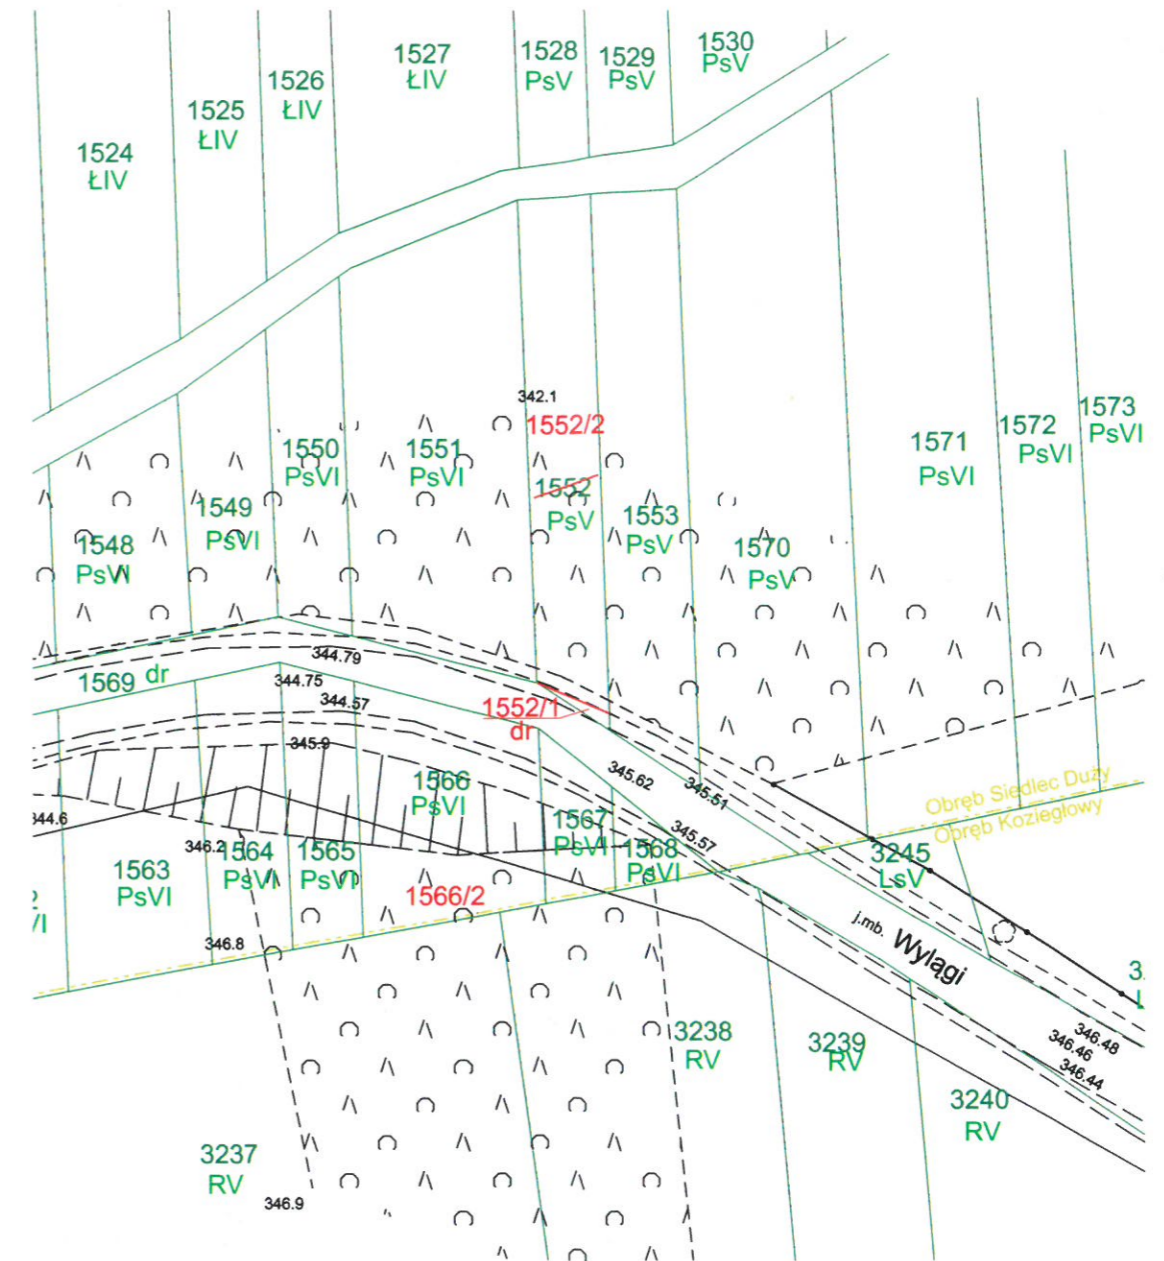 1530
PsV
1527
ŁIV
1528
PsV
1529
PsV
1526
ŁIV
1525
ŁIV
1524
ŁIV
342.1
1552/2
1573
PsVI
1572
PsVI
1571
PsVI
1550
PsVI
1551
PsVI
1552
PsV
1549
PsVI
1553
PsV
1548
PsVI
1570
PsV
344.79
1569 dr
344.75
344.57
1552/1
dr
345.9
345.62
345.51
1566
PsVI
Obręb Siedlec Duży
Obręb Koziegłowy
344.6
1567
PsVI
345.57
346.2
1564
PsVI
1565
PsVI
1568
PsVI
3245
LsV
1563
PsVI
1566/2
j.mb. Wylągi
346.8
346.48
346.46
346.44
3238
RV
3239
RV
3240
RV
3237
RV
346.9